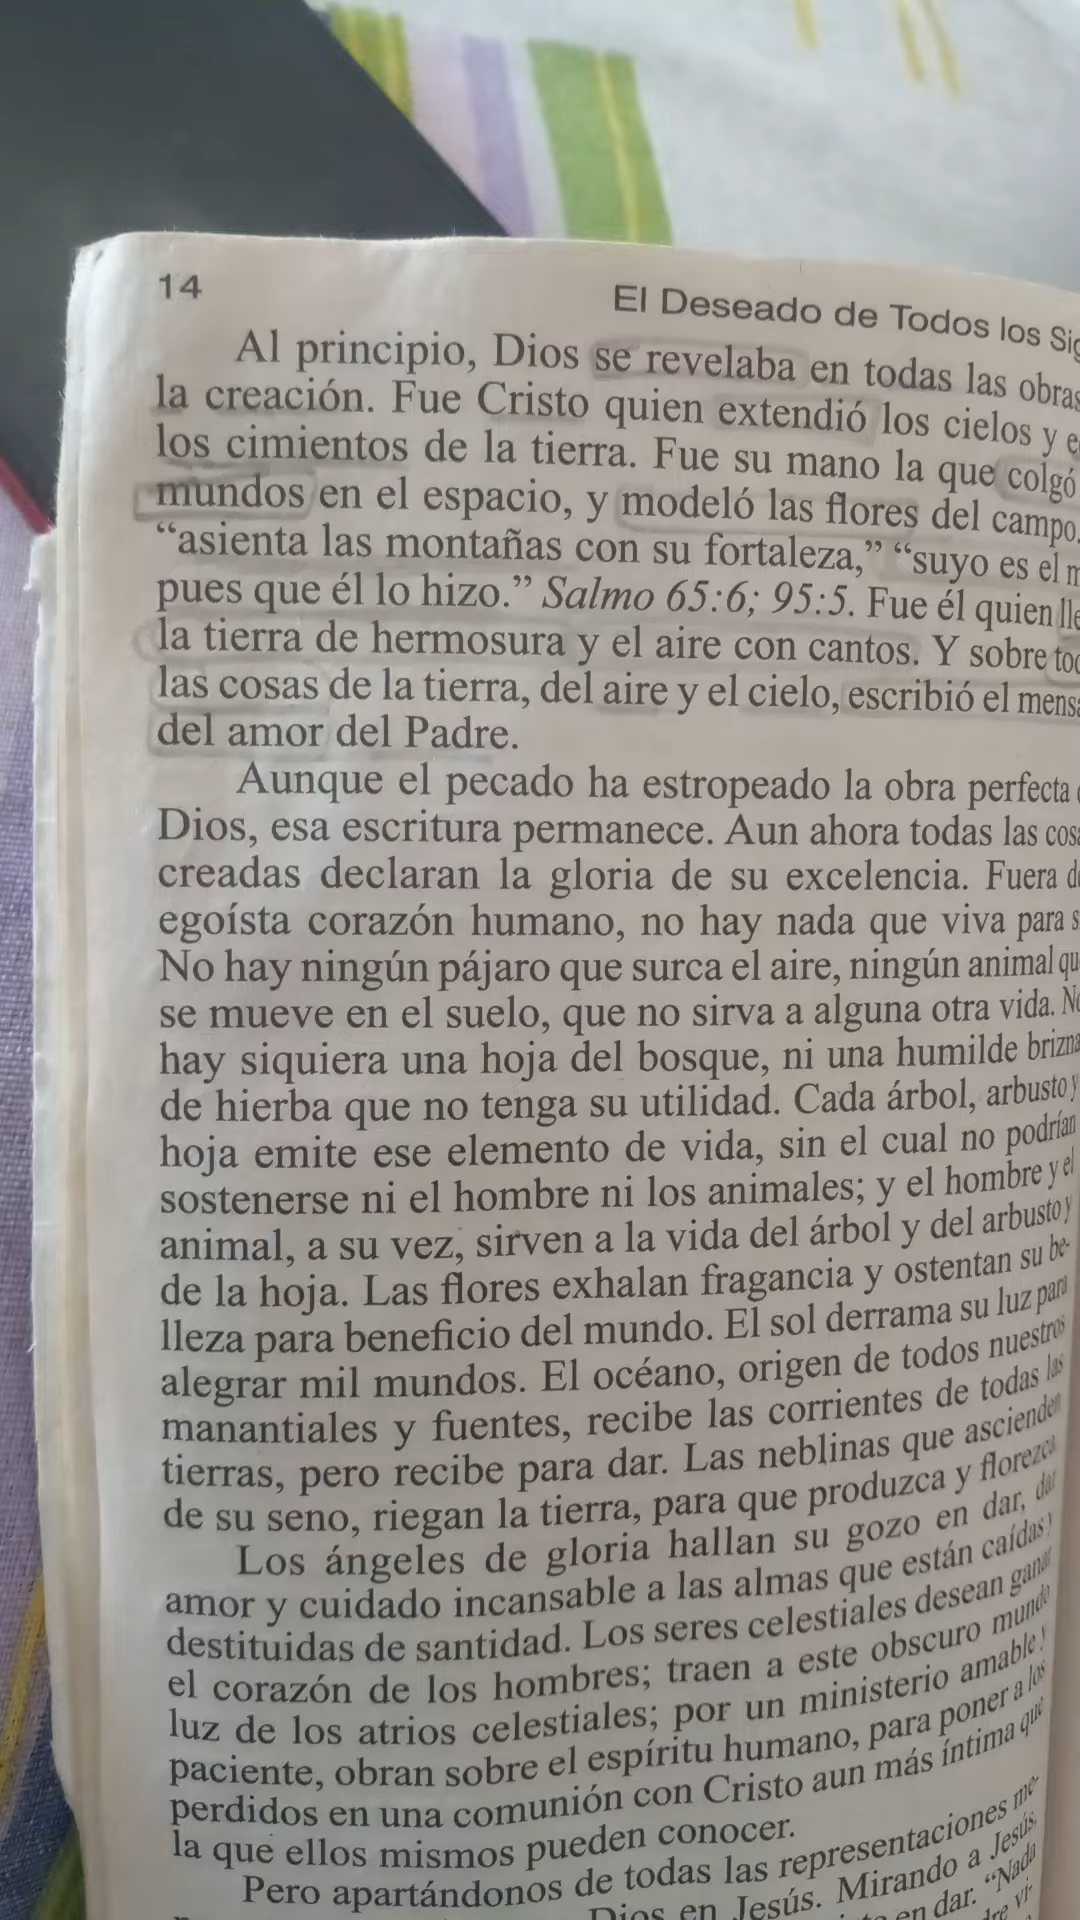 14
El Deseado de Todos los
Al principio, Dios se revelaba en todas las obras
la creación. Fue Cristo quien extendió los cielos y
los cimientos de la tierra. Fue su mano la que colgó
mundos en el espacio, y modeló las flores del campo.
“asienta las montañas con su fortaleza,” “suyo es el
pues que él lo hizo.” Salmo 65:6; 95:5. Fue él quien
la tierra de hermosura y el aire con cantos. Y sobre
las cosas de la tierra, del aire y el cielo, escribió el
del amor del Padre.
Aunque el pecado ha estropeado la obra perfecta
Dios, esa escritura permanece. Aun ahora todas las
creadas declaran la gloria de su excelencia. Fuera
egoísta corazón humano, no hay nada que viva para
No hay ningún pájaro que surca el aire, ningún animal
se mueve en el suelo, que no sirva a alguna otra vida.
hay siquiera una hoja del bosque, ni una humilde brizna
de hierba que no tenga su utilidad. Cada árbol, arbusto y
hoja emite ese elemento de vida, sin el cual no podrían
sostenerse ni el hombre ni los animales; y el hombre y el
animal, a su vez, sirven a la vida del árbol y del arbusto y
de la hoja. Las flores exhalan fragancia y ostentan su be-
lleza para beneficio del mundo. El sol derrama su luz para
alegrar mil mundos. El océano, origen de todos nuestros
manantiales y fuentes, recibe las corrientes de todas las
tierras, pero recibe para dar. Las neblinas que ascienden
de su seno, riegan la tierra, para que produzca y florezca
Los ángeles de gloria hallan su gozo en dar, dar
amor y cuidado incansable a las almas que están caídas y
destituidas de santidad. Los seres celestiales desean ganar
el corazón de los hombres; traen a este obscuro mundo
luz de los atrios celestiales; por un ministerio amable y
paciente, obran sobre el espíritu humano, para poner a los
perdidos en una comunión con Cristo aun más íntima que
la que ellos mismos pueden conocer.
Pero apartándonos de todas las representaciones me-
Dios en Jesús. Mirando a Jesús,
en dar. “Nada